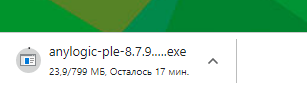 anylogic-ple-8.7.9.....exe
23,9/799 МБ, Осталось 17 мин.